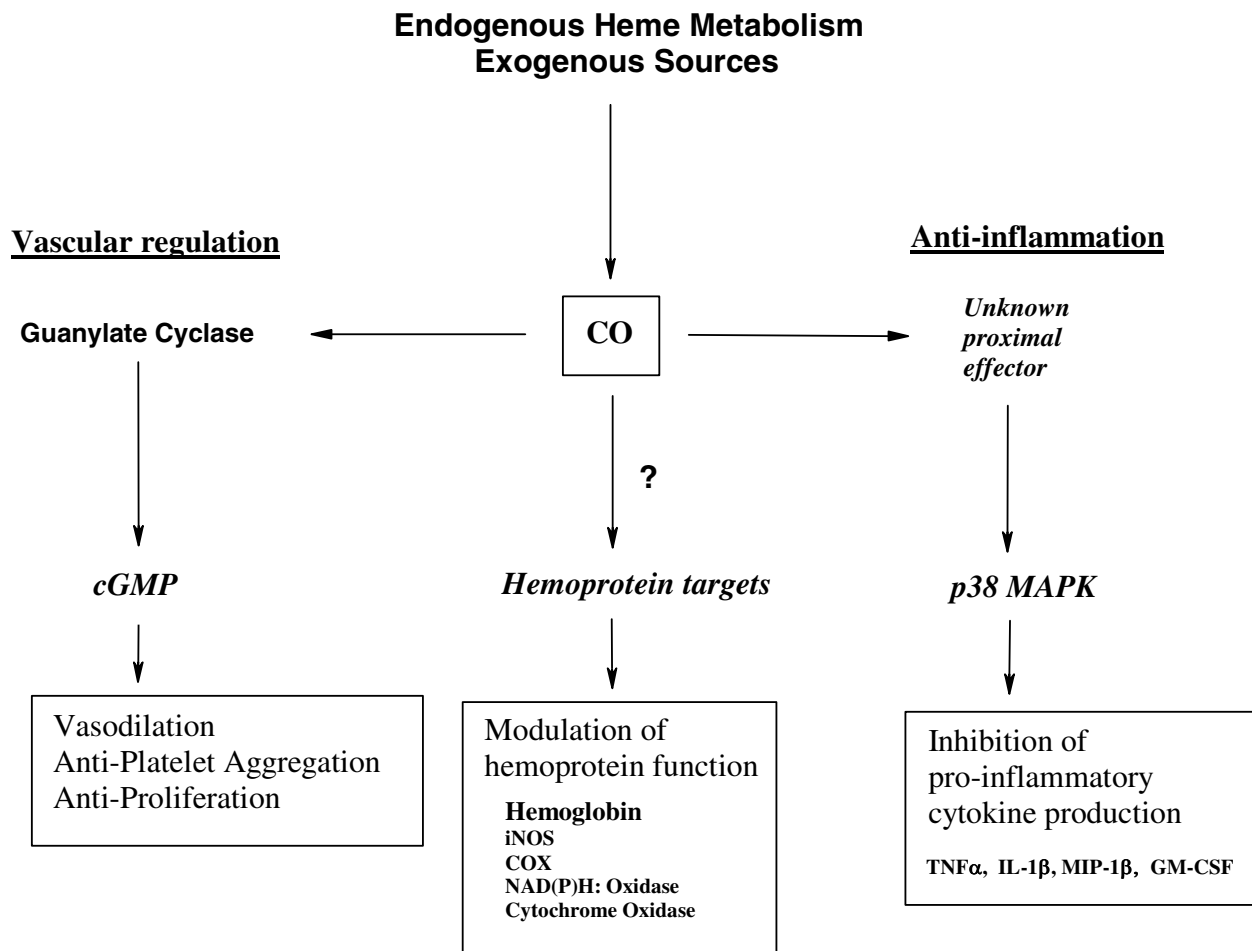 Endogenous Heme Metabolism
Exogenous Sources
Vascular regulation
Anti-inflammation
Guanylate Cyclase
CO
Unknown
proximal
effector
?
cGMP
Hemoprotein targets
p38 MAPK
Vasodilation
Anti-Platelet Aggregation
Anti-Proliferation
Modulation of
hemoprotein function
Hemoglobin
iNOS
COX
NAD(P)H: Oxidase
Cytochrome Oxidase
Inhibition of
pro-inflammatory
cytokine production
TNFα, IL-1β, MIP-1β, GM-CSF